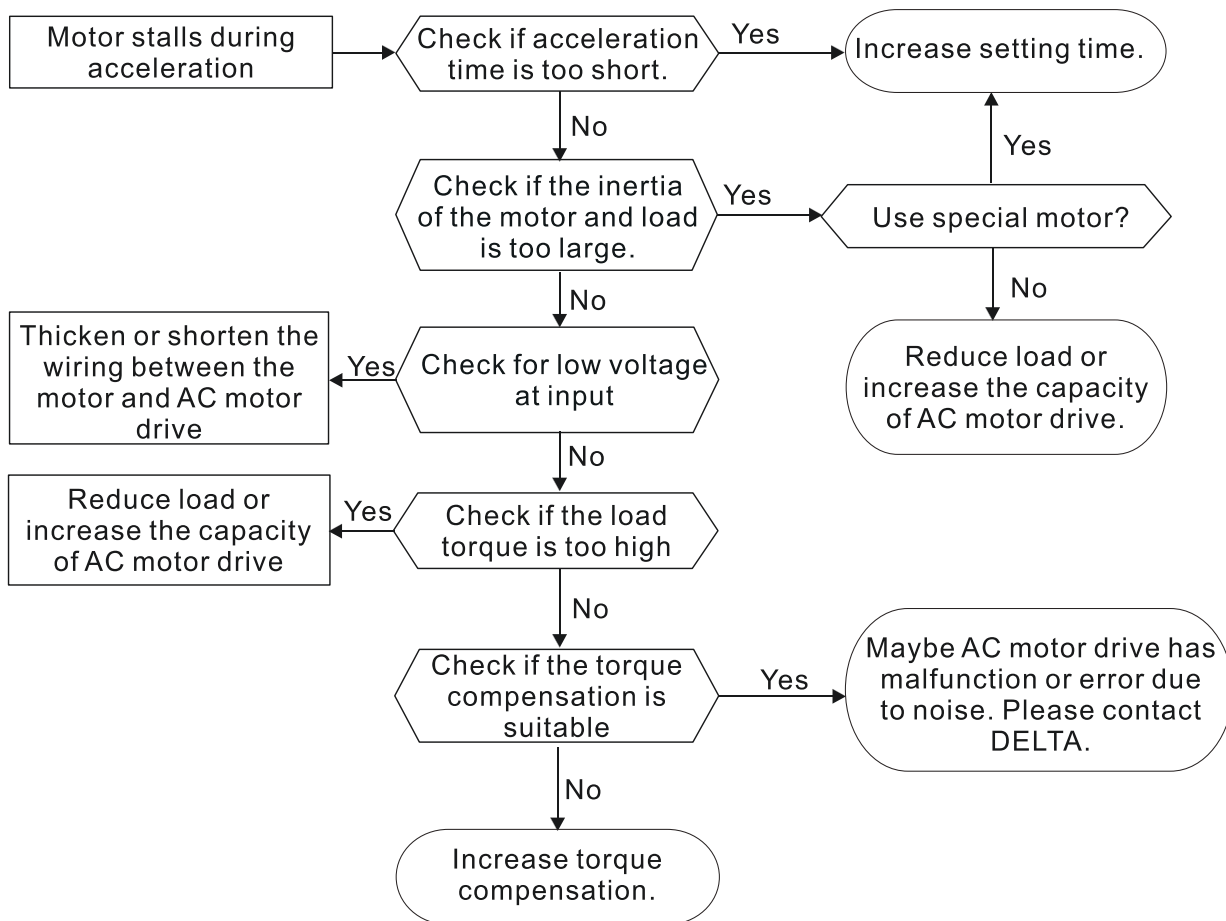 Motor stalls during
acceleration
Check if acceleration
time is too short.
Yes
Increase setting time.
No
Yes
Check if the inertia
of the motor and load
is too large.
Yes
Use special motor?
No
No
Thicken or shorten the
wiring between the
motor and AC motor
drive
Yes
Check for low voltage
at input
Reduce load or
increase the capacity
of AC motor drive.
No
Reduce load or
increase the capacity
of AC motor drive
Yes
Check if the load
torque is too high
No
Check if the torque
compensation is
suitable
Yes
Maybe AC motor drive has
malfunction or error due
to noise. Please contact
DELTA.
No
Increase torque
compensation.